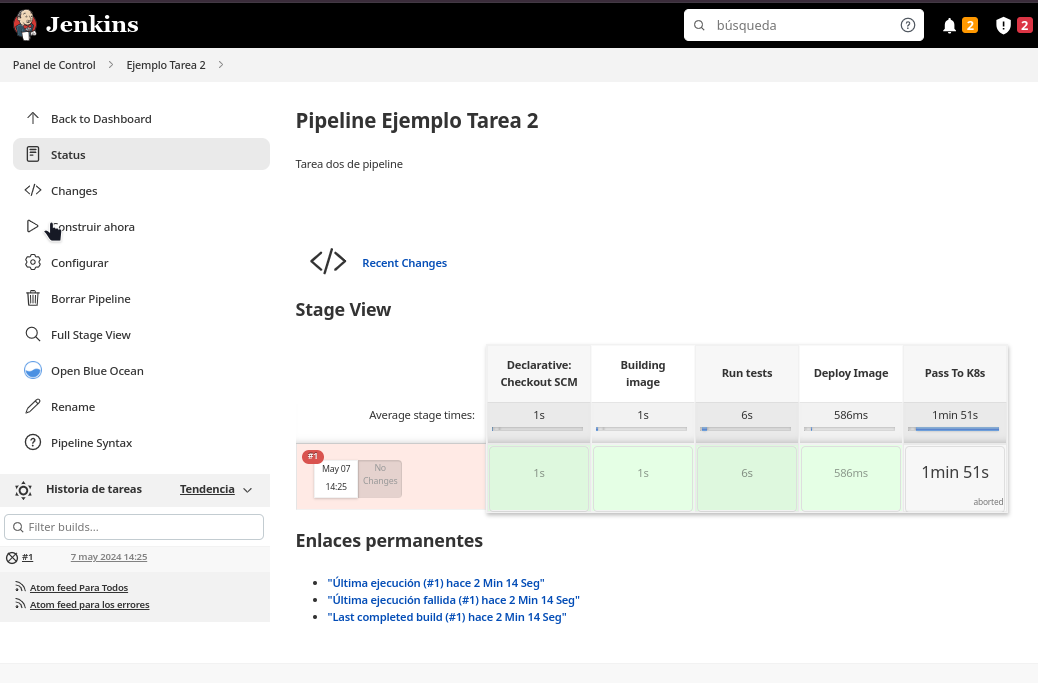 Jenkins
búsqueda
2
2
Panel de Control
Ejemplo Tarea 2
Back to Dashboard
Status
Changes
Construir ahora
Configurar
Borrar Pipeline
Full Stage View
Open Blue Ocean
Rename
Pipeline Syntax
Historia de tareas
Tendencia
Filter builds...
#1
7 may 2024 14:25
Atom feed Para Todos
Atom feed para los errores
Pipeline Ejemplo Tarea 2
Tarea dos de pipeline
Recent Changes
Stage View
Declarative:
Checkout SCM
Building
image
Run tests
Deploy Image
Pass To K8s
Average stage times:
1s
1s
6s
586ms
1min 51s
#1
May 07
14:25
No
Changes
1s
1s
6s
586ms
1min 51s
aborted
Enlaces permanentes
"Última ejecución (#1) hace 2 Min 14 Seg"
"Última ejecución fallida (#1) hace 2 Min 14 Seg"
"Last completed build (#1) hace 2 Min 14 Seg"